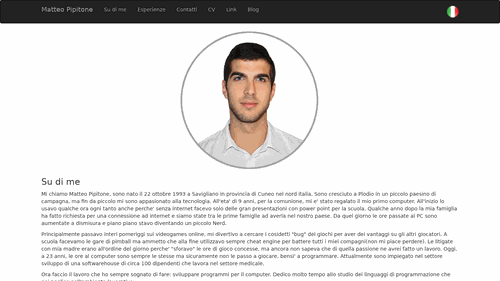 Matteo Pipitone Su di me Esperienze Contatti CV Link Blog
Su di me
Mi chiamo Matteo Pipitone, sono nato il 22 ottobre 1993 a Savigliano in provincia di Cuneo nel nord Italia. Sono cresciuto a Plodio in un piccolo paesino di
campagna, ma fin da piccolo mi sono appasionato alla tecnologia. All'eta' di 9 anni, per la comunione, mi e' stato regalato il mio primo computer. All'inizio lo
usavo qualche ora ogni tanto anche perche' senza internet facevo solo delle gran presentazioni con power point per la scuola. Qualche anno dopo la mia famiglia
ha fatto richiesta per una connessione ad internet e siamo state tra le prime famiglie ad averla nel nostro paese. Da quel giorno le ore passate al PC sono
aumentate a dismisura e piano piano stavo diventando un piccolo Nerd.
Principalmente passavo interi pomeriggi sui videogames online, mi divertivo a cercare i cosidetti "bug" dei giochi per aver dei vantaggi su gli altri giocatori. A
scuola facevamo le gare di pimball ma ammetto che alla fine utilizzavo sempre cheat engine per battere tutti i miei compagni(non mi piace perdere). Le litigate
con mia madre erano all'ordine del giorno perche' "sforavo" le ore di gioco concesse, ma ancora non sapeva che di quella passione ne avrei fatto un lavoro. Oggi,
a 23 anni, le ore al computer sono sempre le stesse ma sicuramente non le passo a giocare, bensi' a programmare. Attualmente sono impiegato nel settore
sviluppo di una softwarehouse di circa 100 dipendenti che lavora nel settore medicale.
Ora faccio il lavoro che ho sempre sognato di fare: sviluppare programmi per il computer. Dedico molto tempo allo studio dei linguaggi di programmazione che